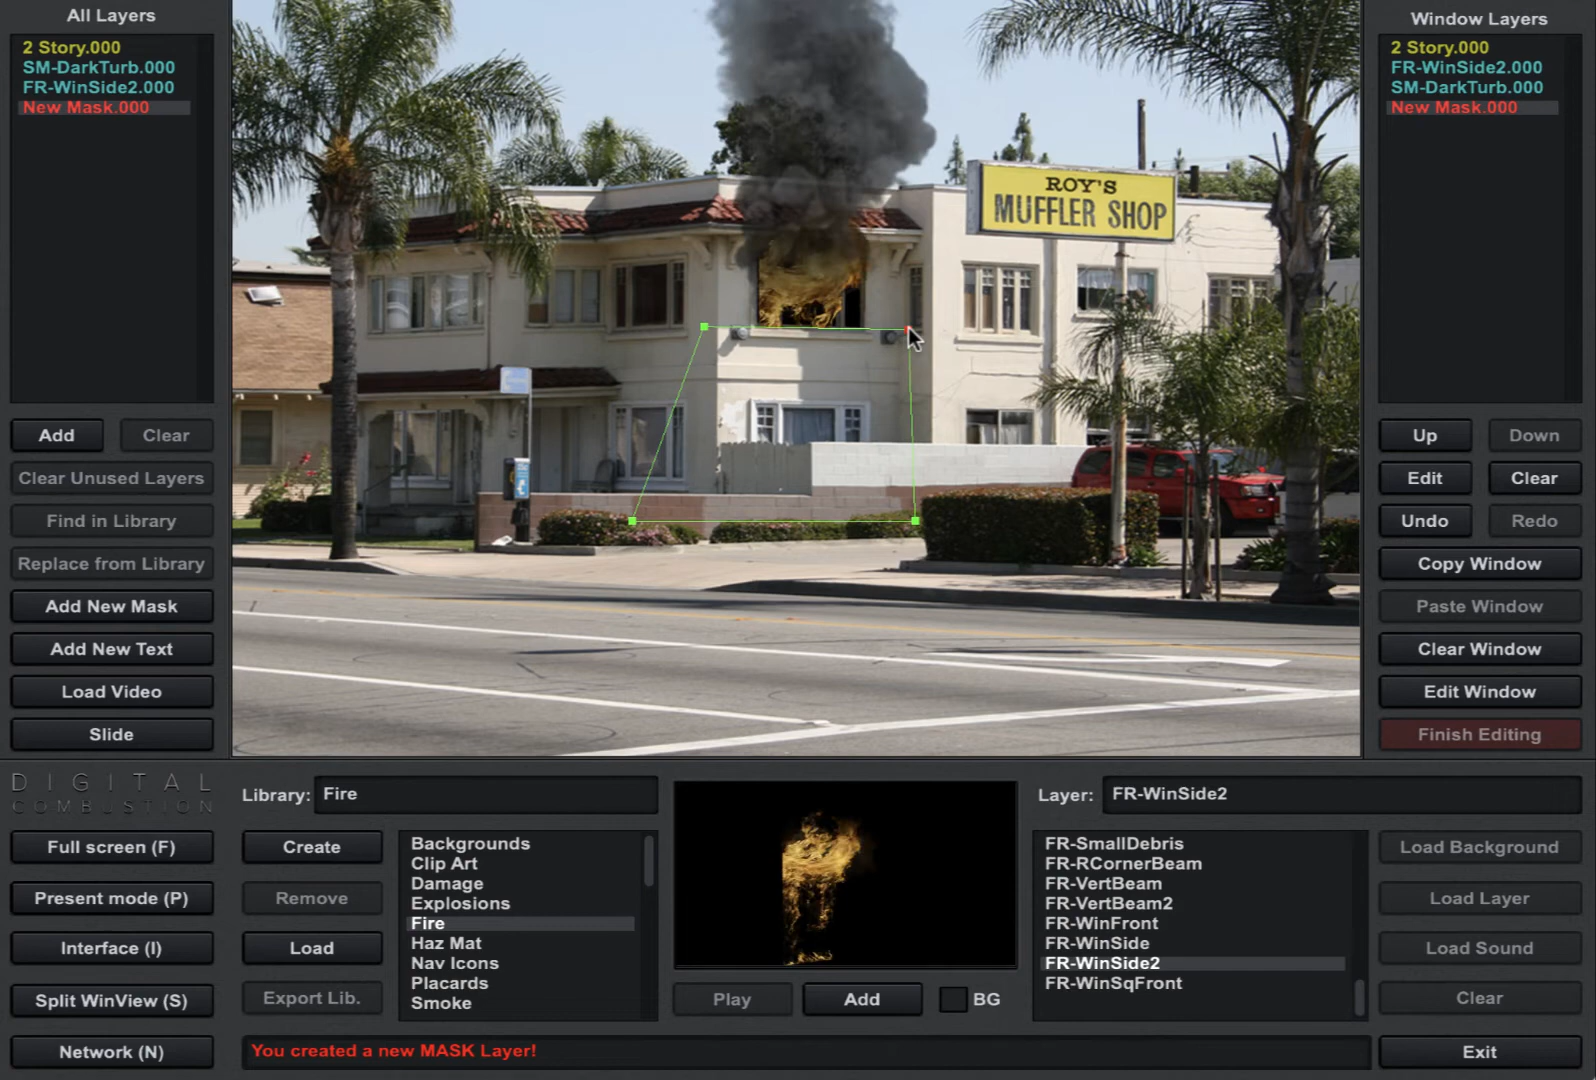 All Layers
2 Story.000
SM-DarkTurb.000
FR-WinSide2.000
New Mask.000
Add
Clear
Clear Unused Layers
Find in Library
Replace from Library
Add New Mask
Add New Text
Load Video
Slide
ROY'S
MUFFLER SHOP
Window Layers
2 Story.000
FR-WinSide2.000
SM-DarkTurb.000
New Mask.000
Up
Down
Edit
Clear
Undo
Redo
Copy Window
Paste Window
Clear Window
Edit Window
Finish Editing
DIGITAL
COMBUSTION
Full screen (F)
Present mode (P)
Interface (I)
Split WinView (S)
Network (N)
Library: Fire
Create
Remove
Load
Export Lib.
Backgrounds
Clip Art
Damage
Explosions
Fire
Haz Mat
Nav Icons
Placards
Smoke
Play
Add
BG
Layer: FR-WinSide2
FR-SmallDebris
FR-RCornerBeam
FR-VertBeam
FR-VertBeam2
FR-WinFront
FR-WinSide
FR-WinSide2
FR-WinSqFront
Load Background
Load Layer
Load Sound
Clear
You created a new MASK Layer!
Exit